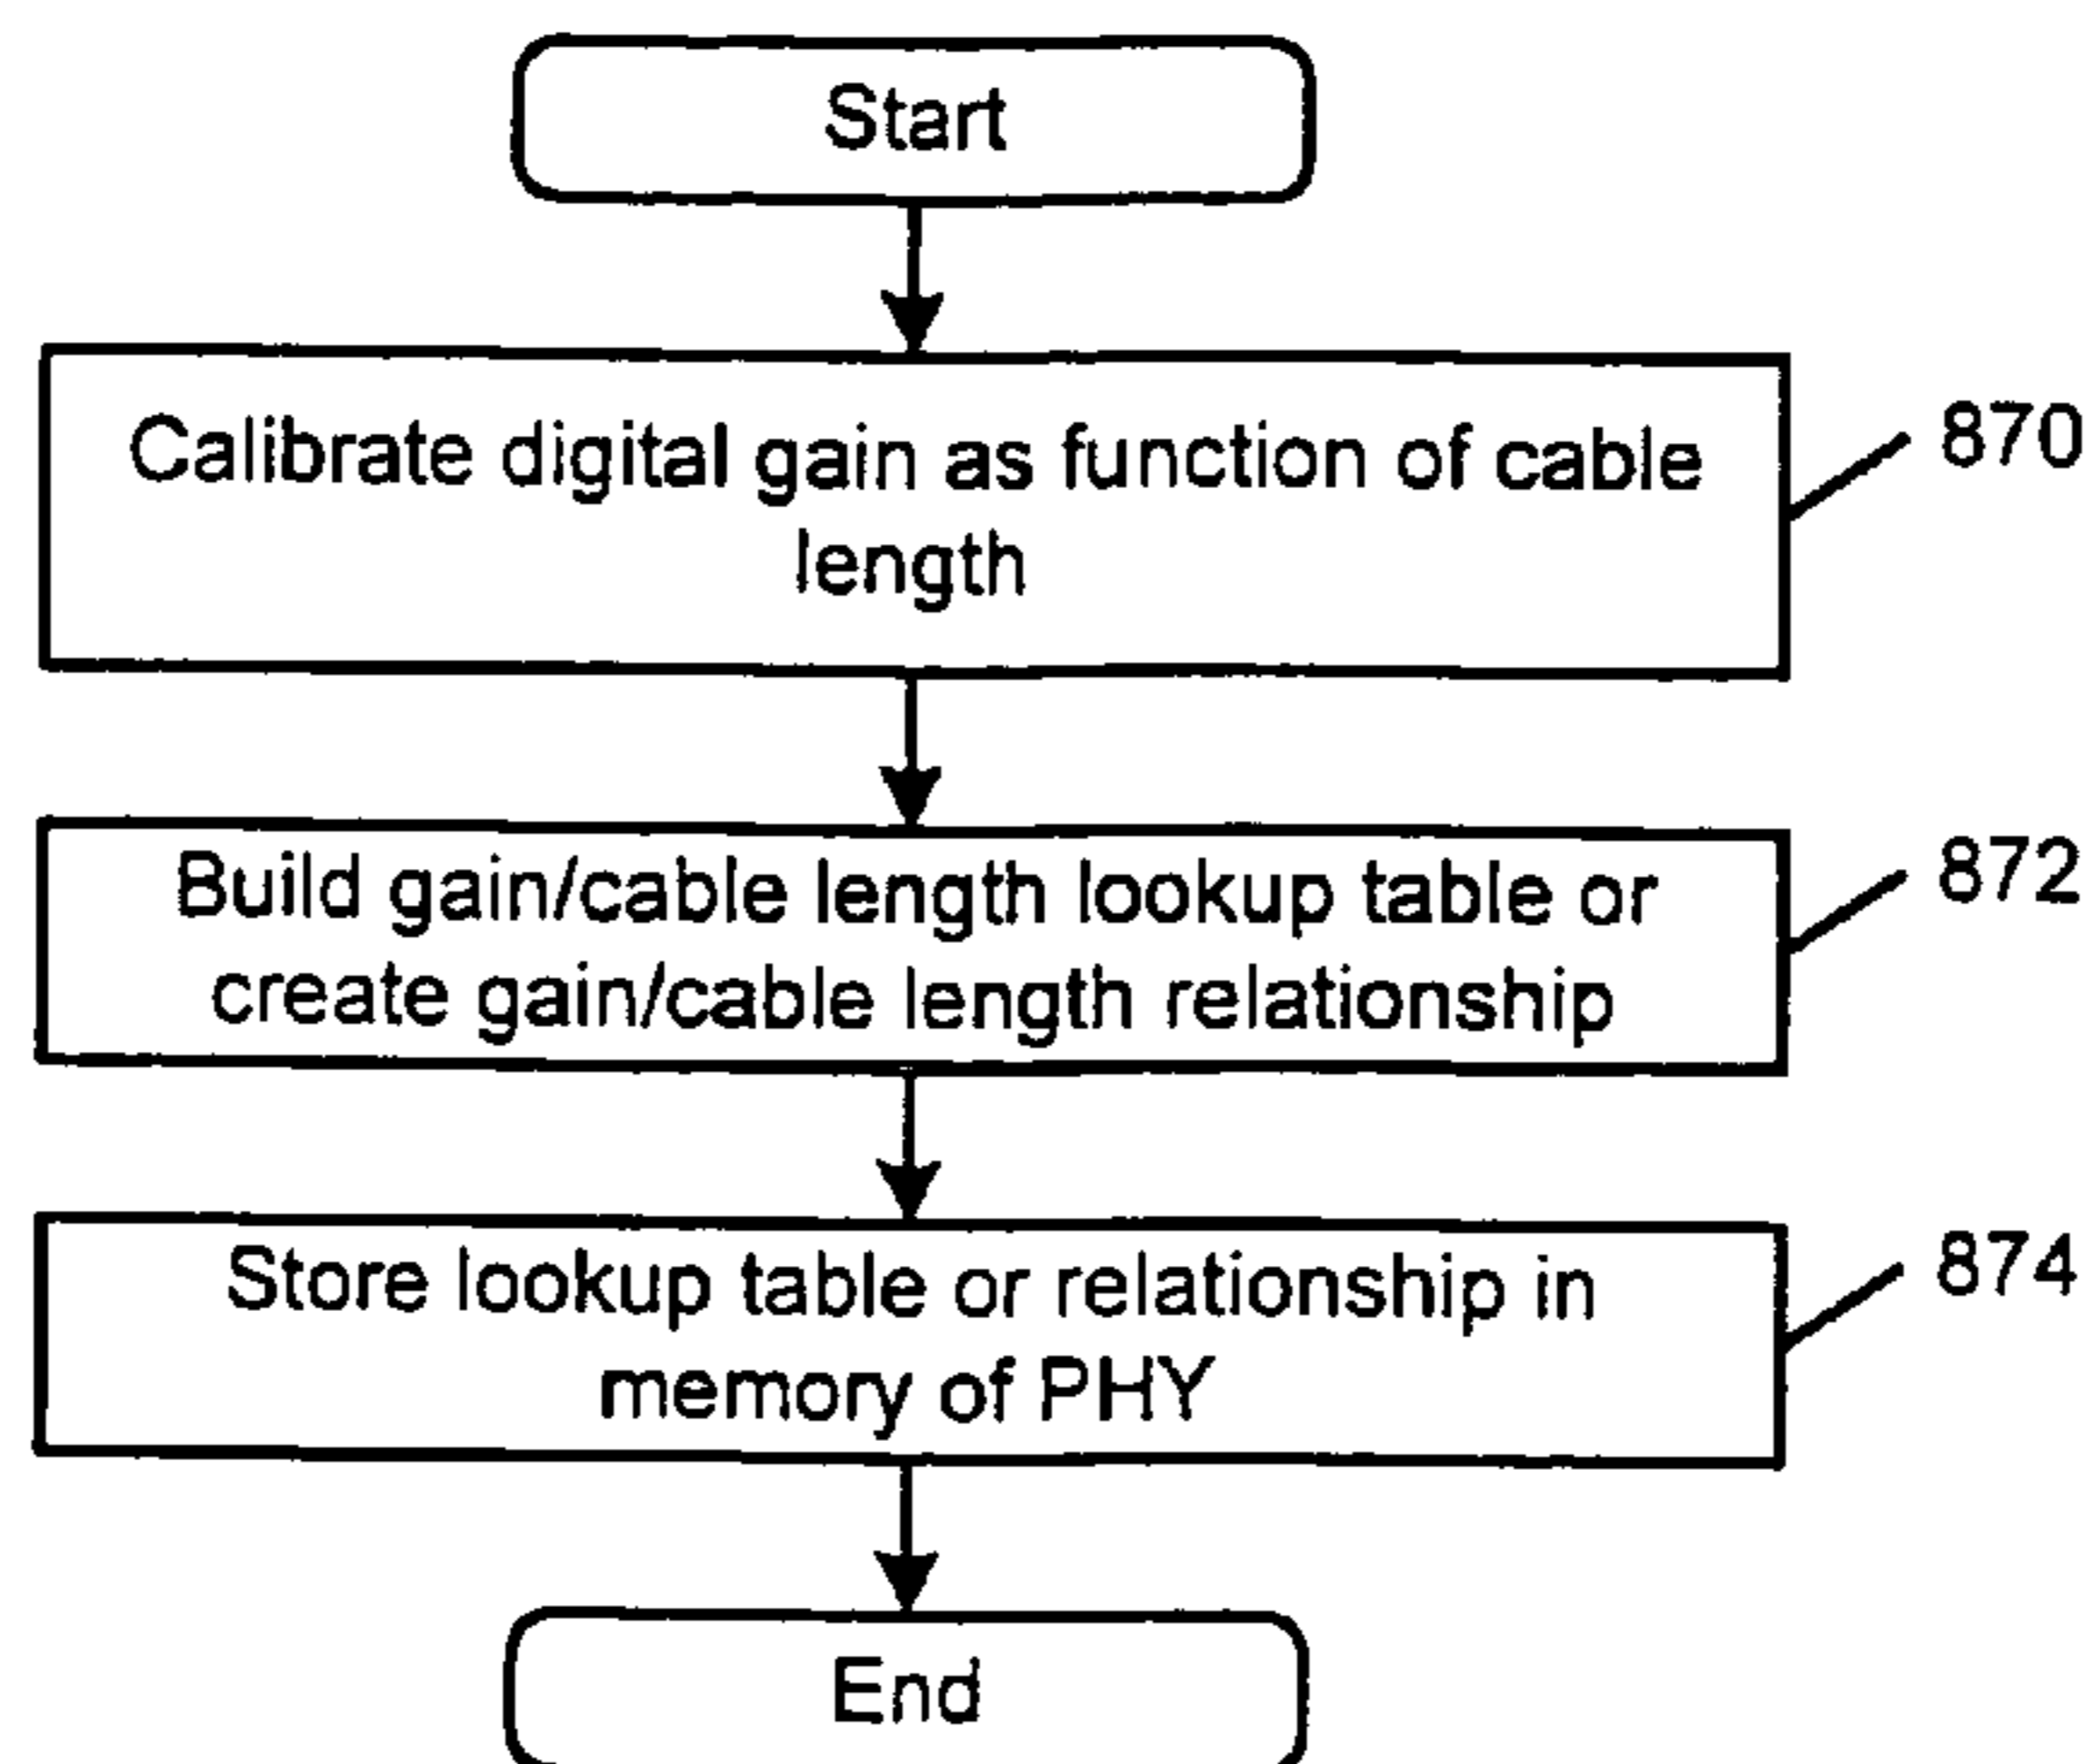 Start
Calibrate digital gain as function of cable
length
870
Build gain/cable length lookup table or
create gain/cable length relationship
872
Store lookup table or relationship in
memory of PHY
874
End